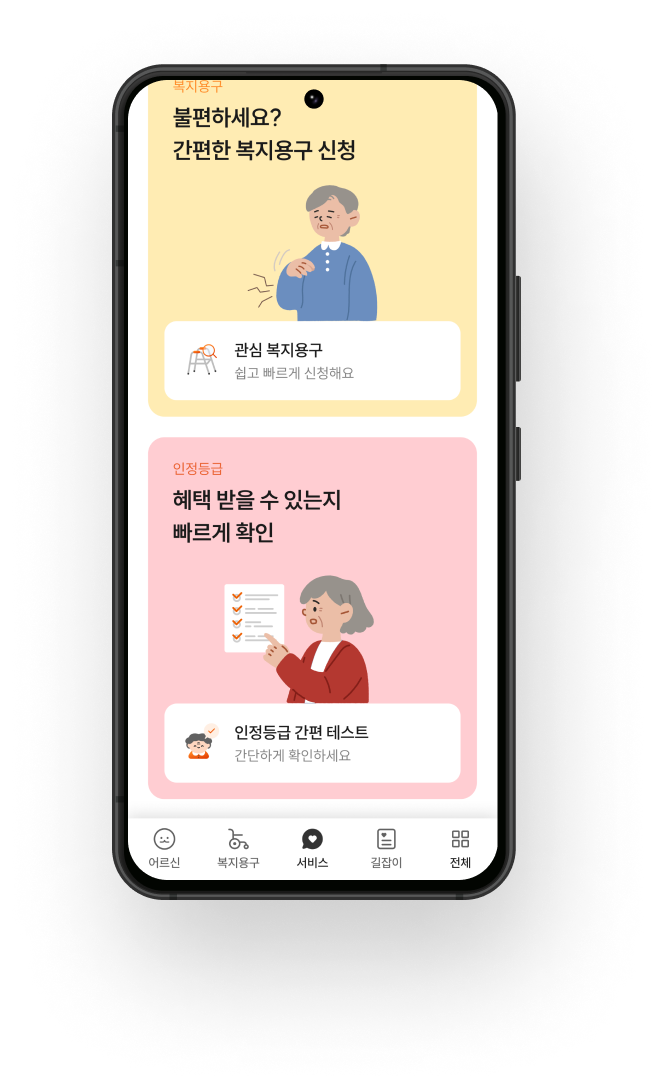 복지용구
불편하세요?
간편한 복지용구 신청
관심 복지용구
쉽고 빠르게 신청해요
인정등급
혜택 받을 수 있는지
빠르게 확인
인정등급 간편 테스트
간단하게 확인하세요
어르신 복지용구 서비스 길잡이 전체